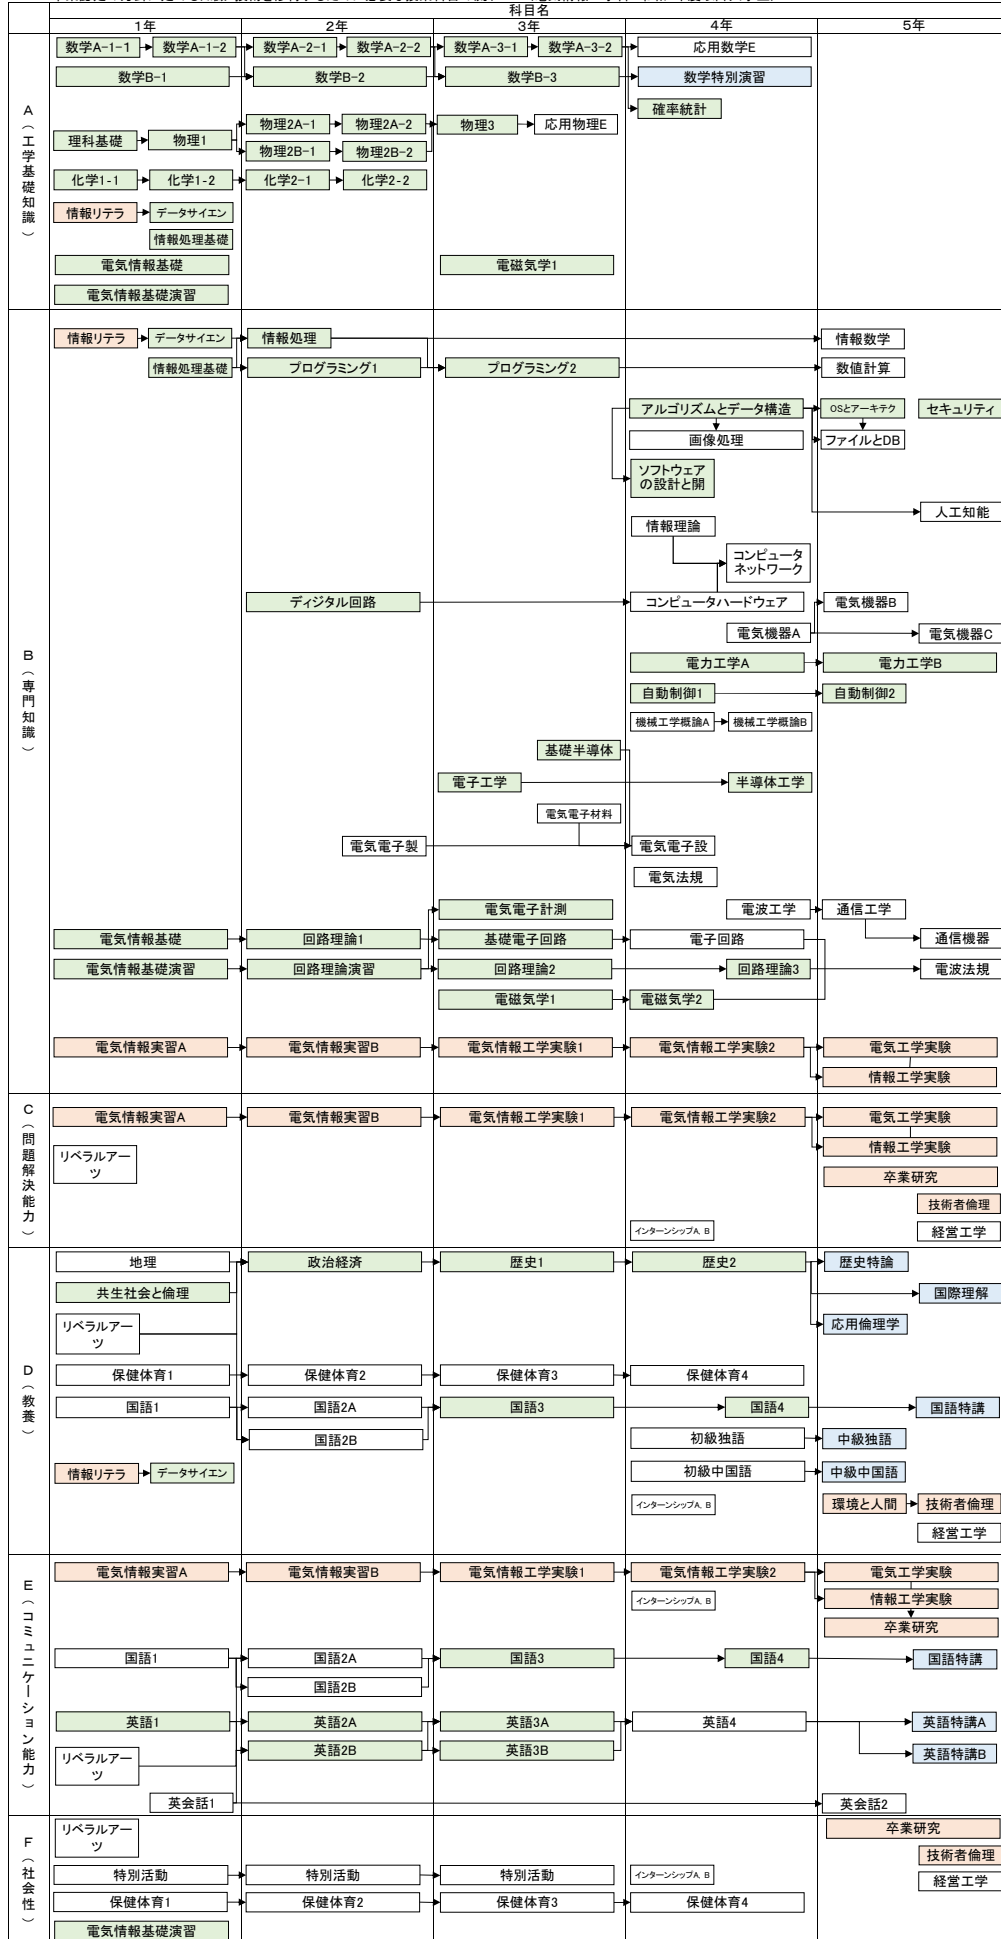 科目名
1年 2年 3年 4年 5年
A（工学基礎知識）
数学A-1-1 数学A-1-2 数学A-2-1 数学A-2-2 数学A-3-1 数学A-3-2 応用数学E
数学B-1 数学B-2 数学B-3 数学特別演習
確率統計
物理2A-1 物理2A-2 物理3 応用物理E
理科基礎 物理1
物理2B-1 物理2B-2
化学1-1 化学1-2 化学2-1 化学2-2
情報リテラ データサイエン
情報処理基礎
電気情報基礎 電磁気学1
電気情報基礎演習
B（専門知識）
情報リテラ データサイエン 情報処理 情報数学
情報処理基礎 プログラミング1 プログラミング2 数値計算
アルゴリズムとデータ構造 OSとアーキテク セキュリティ
画像処理 ファイルとDB
ソフトウェア
の設計と開
人工知能
情報理論
コンピュータ
ネットワーク
ディジタル回路 コンピュータハードウェア 電気機器B
電気機器A 電気機器C
電力工学A 電力工学B
自動制御1 自動制御2
機械工学概論A 機械工学概論B
基礎半導体
電子工学 半導体工学
電気電子材料
電気電子製 電気電子設
電気法規
電気電子計測 電波工学 通信工学
電気情報基礎 回路理論1 基礎電子回路 電子回路 通信機器
電気情報基礎演習 回路理論演習 回路理論2 回路理論3 電波法規
電磁気学1 電磁気学2
電気情報実習A 電気情報実習B 電気情報工学実験1 電気情報工学実験2 電気工学実験
情報工学実験
C（問題解決能力）
電気情報実習A 電気情報実習B 電気情報工学実験1 電気情報工学実験2 電気工学実験
情報工学実験
リベラルアー
ツ
卒業研究
技術者倫理
インターンシップA, B 経営工学
D（教養）
地理 政治経済 歴史1 歴史2 歴史特論
共生社会と倫理 国際理解
リベラルアー
ツ
応用倫理学
保健体育1 保健体育2 保健体育3 保健体育4
国語1 国語2A 国語3 国語4 国語特講
国語2B 初級独語 中級独語
情報リテラ データサイエン 初級中国語 中級中国語
インターンシップA, B 環境と人間 技術者倫理
経営工学
E（コミュニケーション能力）
電気情報実習A 電気情報実習B 電気情報工学実験1 電気情報工学実験2 電気工学実験
インターンシップA, B 情報工学実験
卒業研究
国語1 国語2A 国語3 国語4 国語特講
国語2B
英語1 英語2A 英語3A 英語4 英語特講A
英語2B 英語3B 英語特講B
リベラルアー
ツ
英会話1 英会話2
F（社会性）
リベラルアー
ツ
卒業研究
技術者倫理
特別活動 特別活動 特別活動 インターンシップA, B 経営工学
保健体育1 保健体育2 保健体育3 保健体育4
電気情報基礎演習